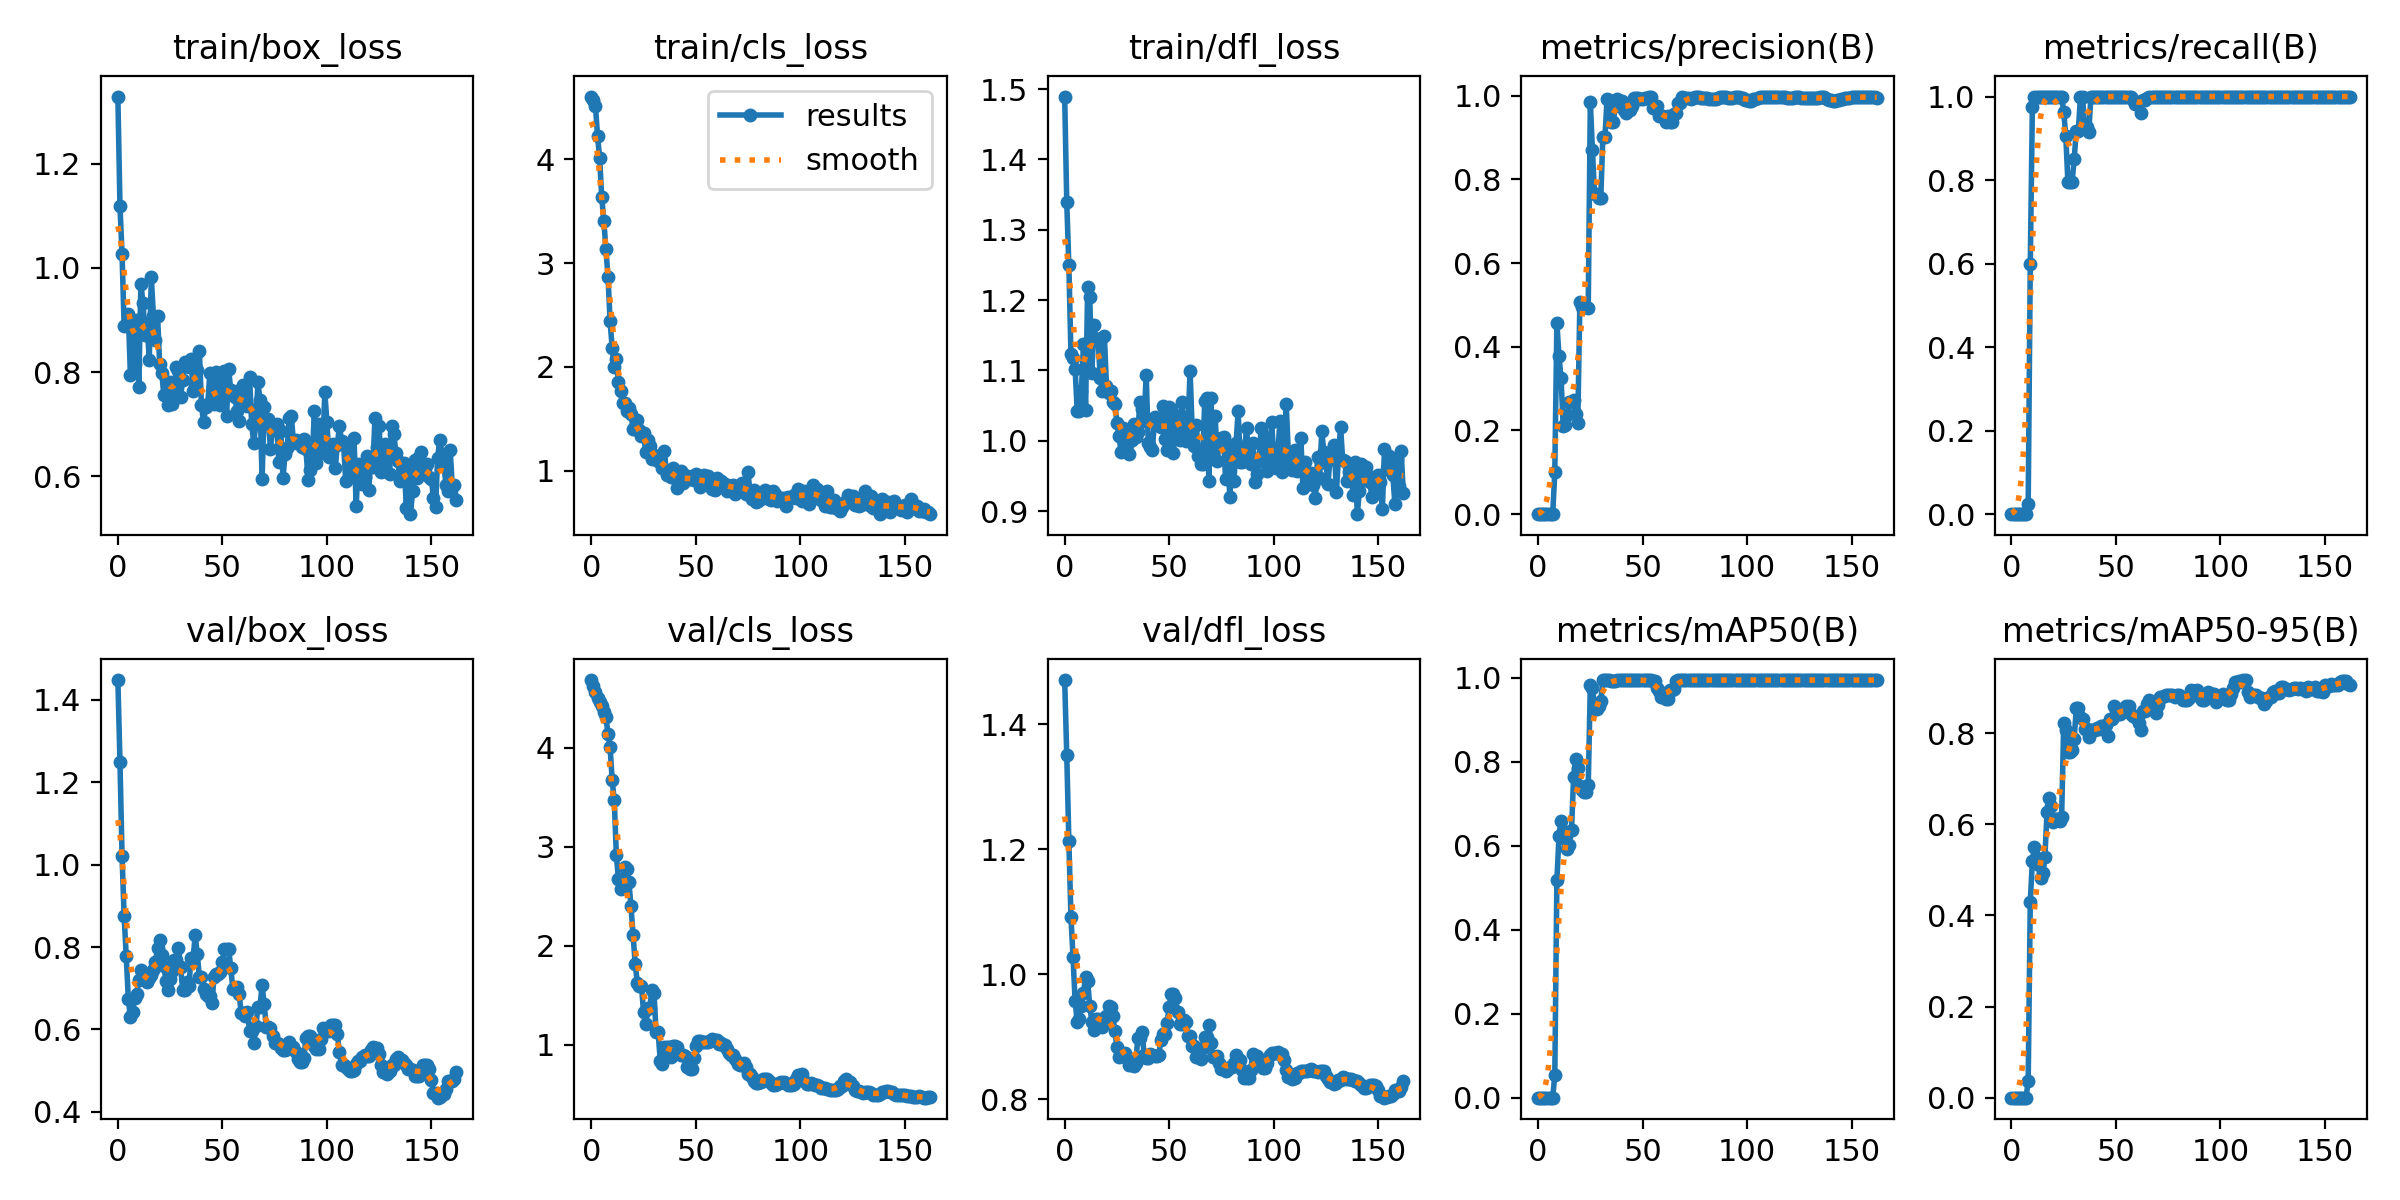 train/box_loss
1.2
1.0
0.8
0.6
0 50 100 150
train/cls_loss
results
smooth
4
3
2
1
0 50 100 150
train/dfl_loss
1.5
1.4
1.3
1.2
1.1
1.0
0.9
0 50 100 150
metrics/precision(B)
1.0
0.8
0.6
0.4
0.2
0.0
0 50 100 150
metrics/recall(B)
1.0
0.8
0.6
0.4
0.2
0.0
0 50 100 150
val/box_loss
1.4
1.2
1.0
0.8
0.6
0.4
0 50 100 150
val/cls_loss
4
3
2
1
0 50 100 150
val/dfl_loss
1.4
1.2
1.0
0.8
0 50 100 150
metrics/mAP50(B)
1.0
0.8
0.6
0.4
0.2
0.0
0 50 100 150
metrics/mAP50-95(B)
0.8
0.6
0.4
0.2
0.0
0 50 100 150